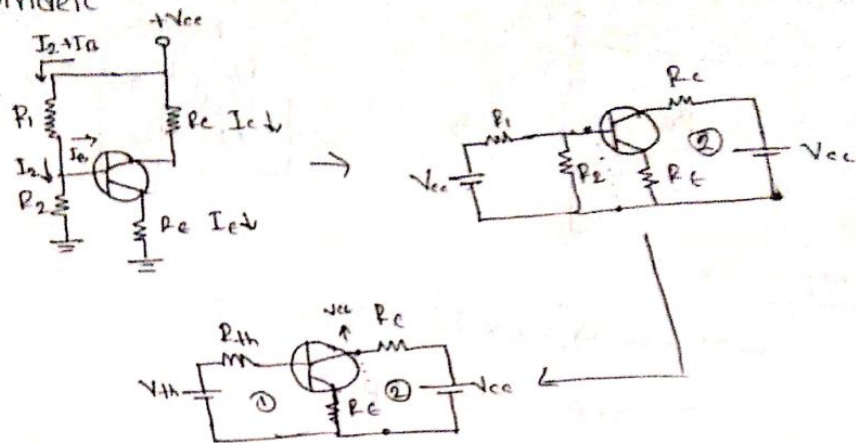 +Vcc
I2+IB
R1
RC IC↓
IB
I2↓
R2
Re Ie↓
R1
Vcc
R2
RE
RC
②
Vcc
Rth
Vcc
RC
Vth
①
RE
②
Vcc